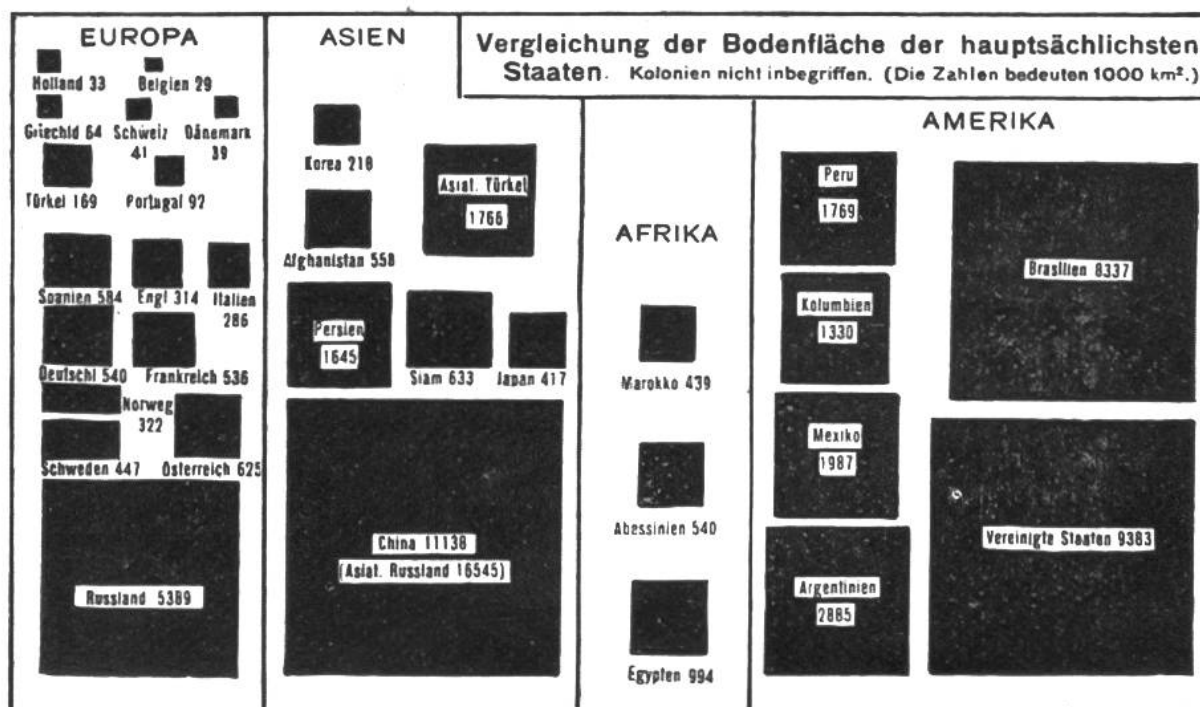 EUROPA
Holland 33
Belgien 29
Griechld 64
Schweiz
41
Dänemark
39
Türkei 169
Portugal 92
Spanien 584
Engl 314
Italien
286
Deutschl 540
Frankreich 536
Norweg
322
Schweden 447
Österreich 625
Russland 5389
ASIEN
Korea 218
Asiat. Türkei
1766
Afghanistan 558
Persien
1645
Siam 633
Japan 417
China 11138
(Asiat. Russland 16545)
Vergleichung der Bodenfläche der hauptsächlichsten
Staaten. Kolonien nicht inbegriffen. (Die Zahlen bedeuten 1000 km².)
AFRIKA
Marokko 439
Abessinien 540
Egypten 994
AMERIKA
Peru
1769
Brasilien 8337
Kolumbien
1330
Mexiko
1987
Argentinien
2885
Vereinigte Staaten 9383